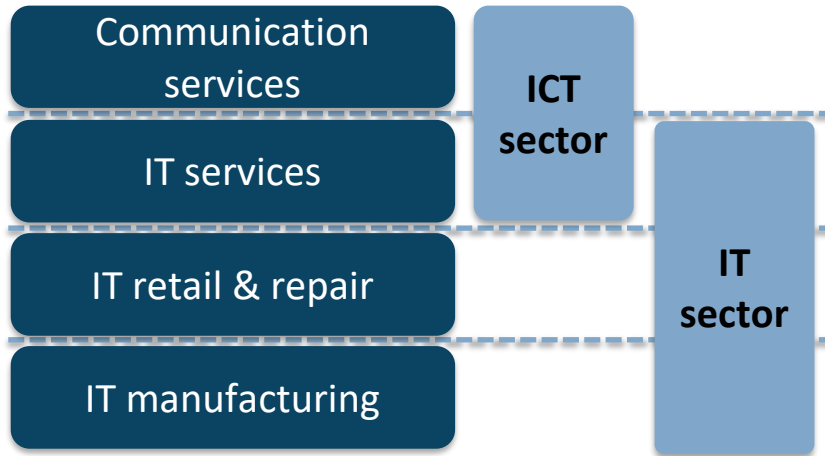 Communication
services
ICT
sector
IT services
IT retail & repair
IT
sector
IT manufacturing